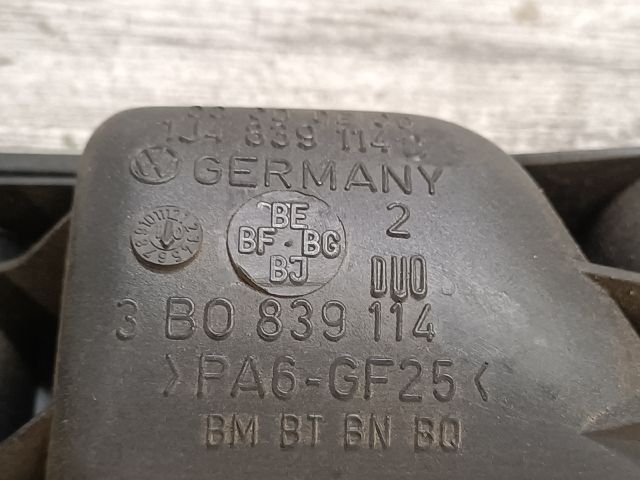 1J4 839 114
GERMANY
BE
BF · BG
BJ
2
DUO
3 B0 839 114
>PA6-GF25<
BM BT BN BQ